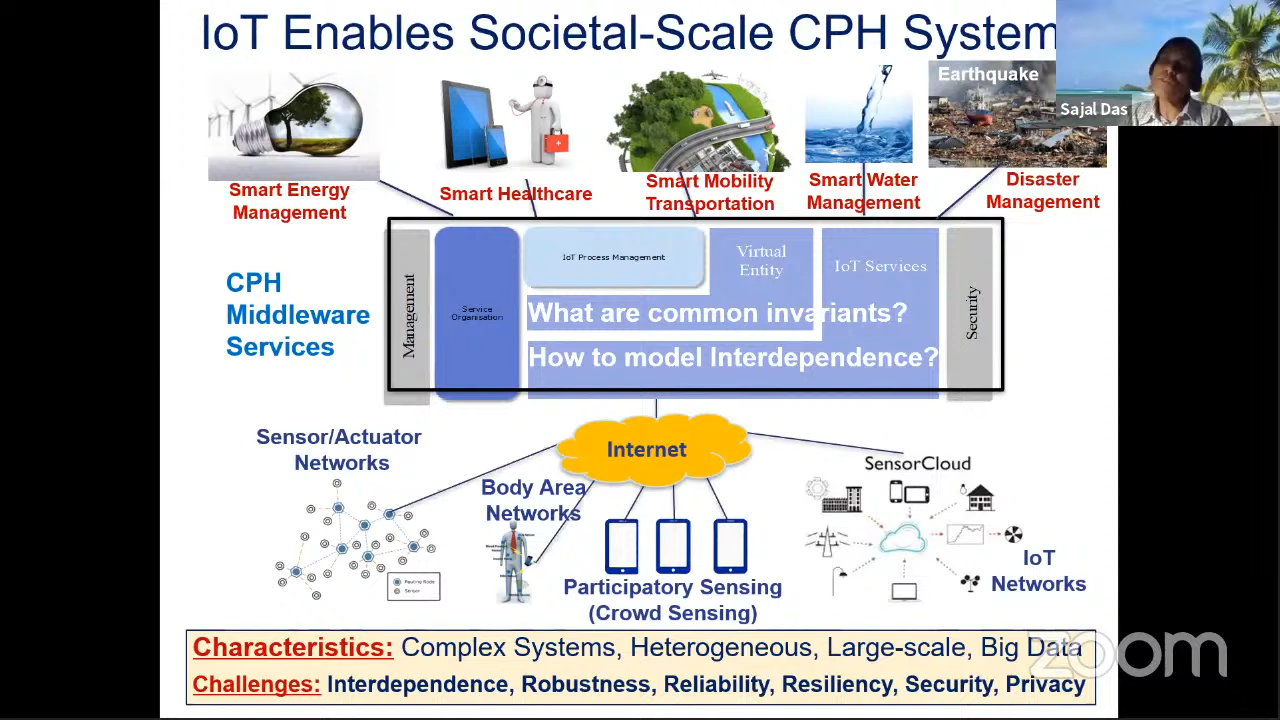 IoT Enables Societal-Scale CPH System
Earthquake
Sajal Das
Smart Energy
Management
Smart Healthcare
Smart Mobility
Transportation
Smart Water
Management
Disaster
Management
CPH
Middleware
Services
Management
Service
Organisation
IoT Process Management
Virtual
Entity
IoT Services
Security
What are common invariants?
How to model Interdependence?
Sensor/Actuator
Networks
Internet
SensorCloud
Body Area
Networks
Routing Node
Sensor
Participatory Sensing
(Crowd Sensing)
IoT
Networks
Characteristics: Complex Systems, Heterogeneous, Large-scale, Big Data
Challenges: Interdependence, Robustness, Reliability, Resiliency, Security, Privacy
zoom